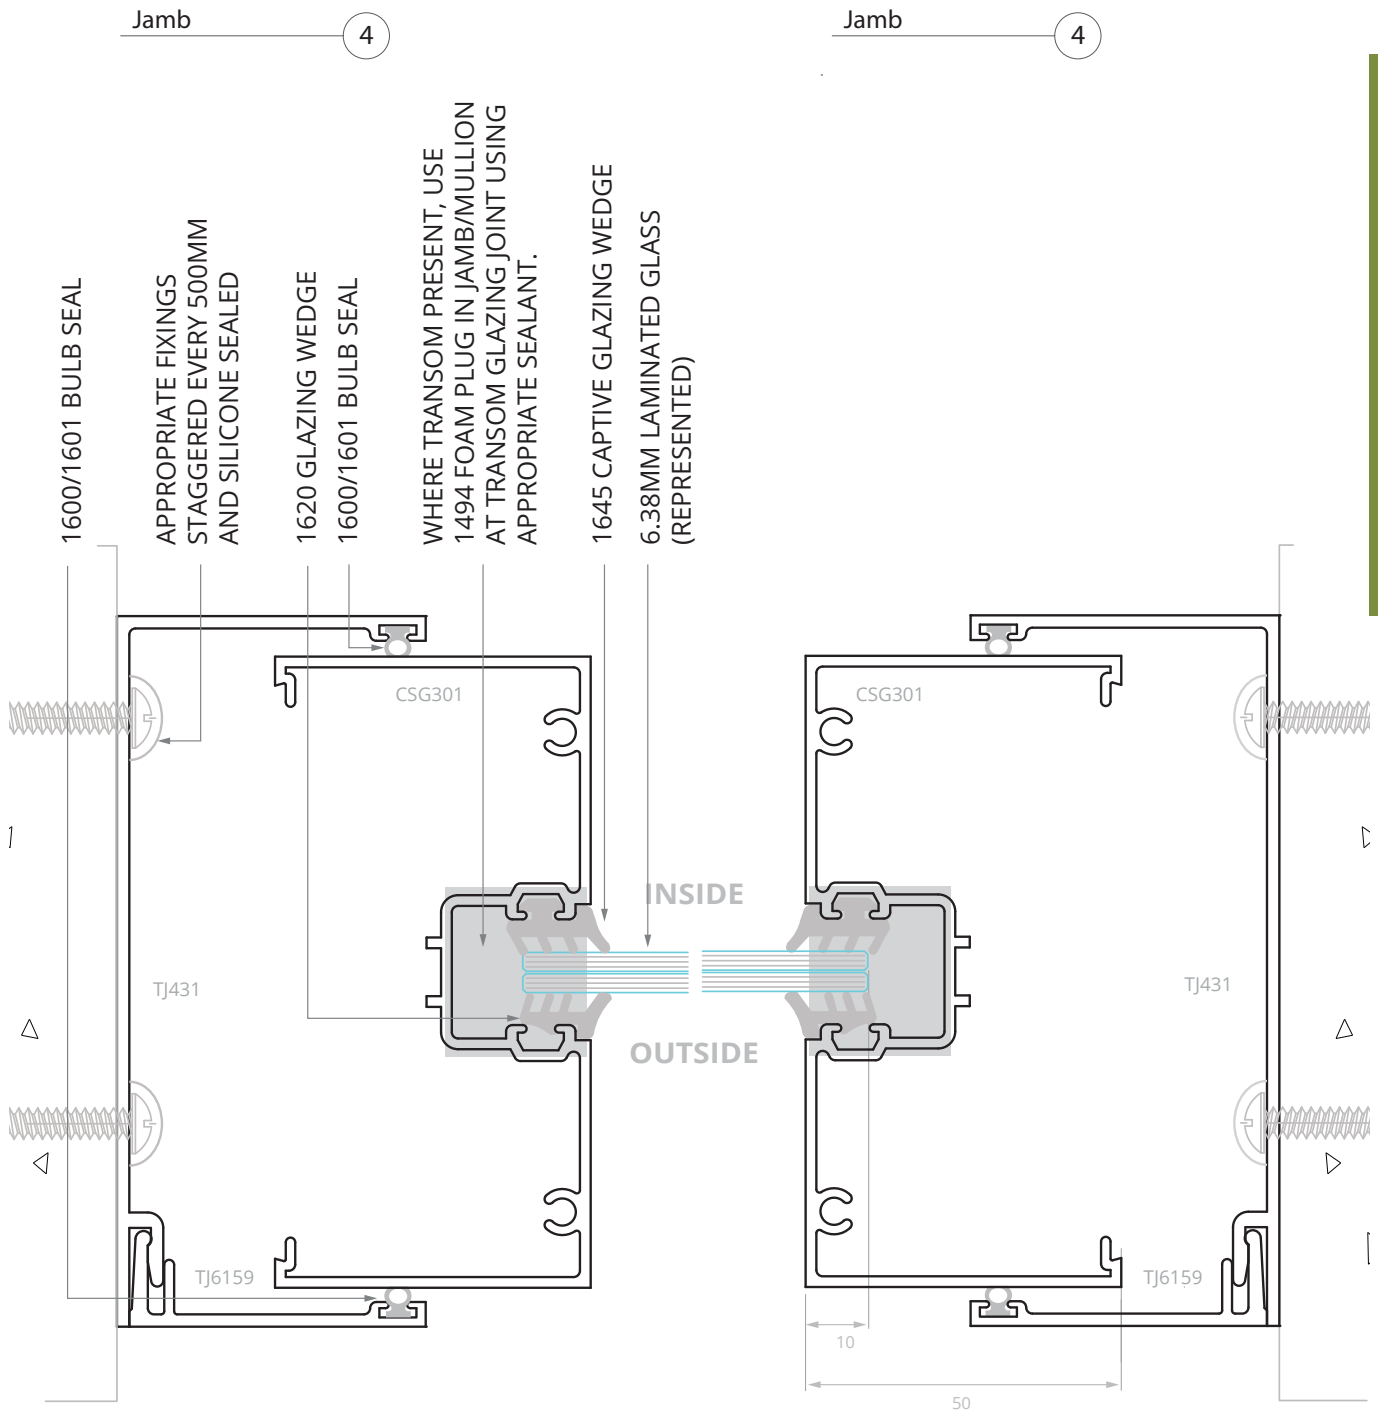 Jamb
4
Jamb
4
1600/1601 BULB SEAL
APPROPRIATE FIXINGS
STAGGERED EVERY 500MM
AND SILICONE SEALED
1620 GLAZING WEDGE
1600/1601 BULB SEAL
WHERE TRANSOM PRESENT, USE
1494 FOAM PLUG IN JAMB/MULLION
AT TRANSOM GLAZING JOINT USING
APPROPRIATE SEALANT.
1645 CAPTIVE GLAZING WEDGE
6.38MM LAMINATED GLASS
(REPRESENTED)
CSG301
CSG301
INSIDE
TJ431
TJ431
OUTSIDE
TJ6159
TJ6159
10
50